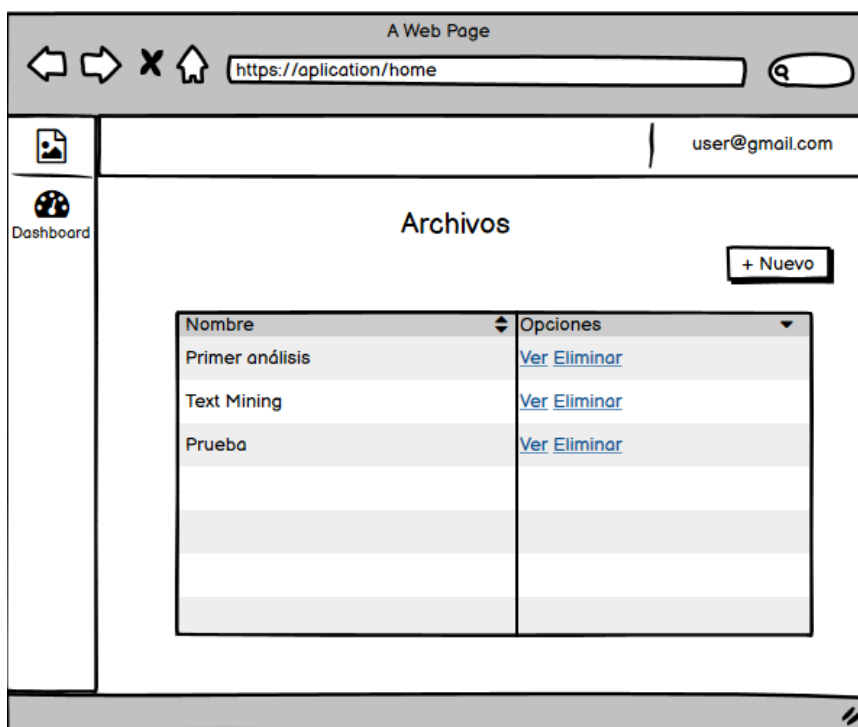 A Web Page
https://aplication/home
user@gmail.com
Dashboard
Archivos
+ Nuevo
Nombre Opciones
Primer análisis Ver Eliminar
Text Mining Ver Eliminar
Prueba Ver Eliminar